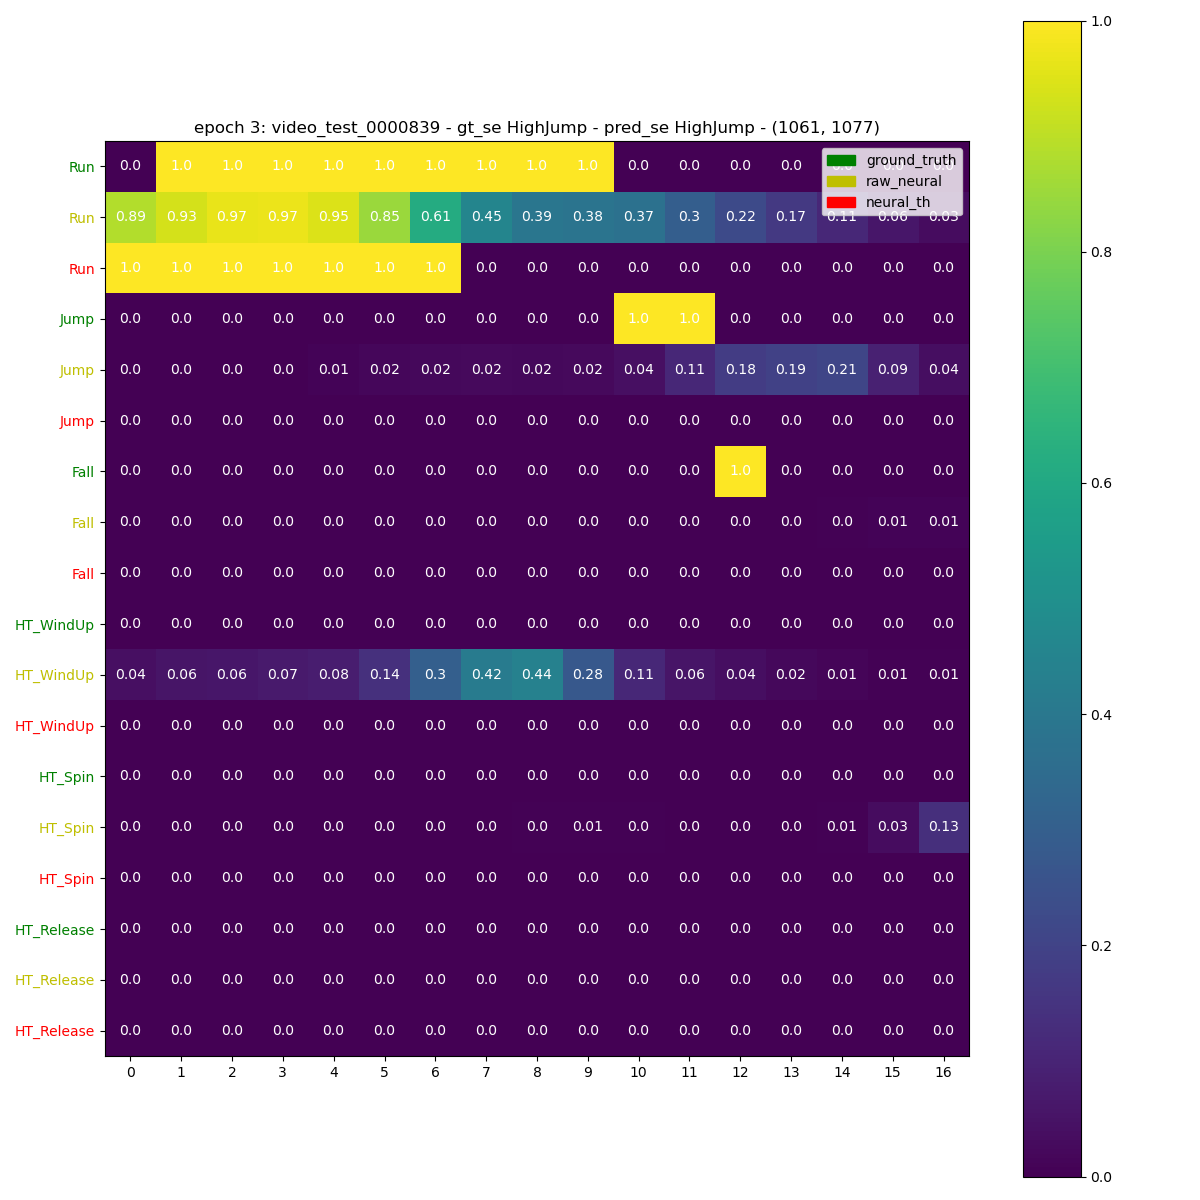 epoch 3: video_test_0000839 - gt_se HighJump - pred_se HighJump - (1061, 1077)
Run 0.0 1.0 1.0 1.0 1.0 1.0 1.0 1.0 1.0 1.0 0.0 0.0 0.0 0.0
Run 0.89 0.93 0.97 0.97 0.95 0.85 0.61 0.45 0.39 0.38 0.37 0.3 0.22 0.17 0.11 0.06 0.03
Run 1.0 1.0 1.0 1.0 1.0 1.0 1.0 0.0 0.0 0.0 0.0 0.0 0.0 0.0 0.0 0.0 0.0
Jump 0.0 0.0 0.0 0.0 0.0 0.0 0.0 0.0 0.0 0.0 1.0 1.0 0.0 0.0 0.0 0.0 0.0
Jump 0.0 0.0 0.0 0.0 0.01 0.02 0.02 0.02 0.02 0.02 0.04 0.11 0.18 0.19 0.21 0.09 0.04
Jump 0.0 0.0 0.0 0.0 0.0 0.0 0.0 0.0 0.0 0.0 0.0 0.0 0.0 0.0 0.0 0.0 0.0
Fall 0.0 0.0 0.0 0.0 0.0 0.0 0.0 0.0 0.0 0.0 0.0 0.0 1.0 0.0 0.0 0.0 0.0
Fall 0.0 0.0 0.0 0.0 0.0 0.0 0.0 0.0 0.0 0.0 0.0 0.0 0.0 0.0 0.0 0.01 0.01
Fall 0.0 0.0 0.0 0.0 0.0 0.0 0.0 0.0 0.0 0.0 0.0 0.0 0.0 0.0 0.0 0.0 0.0
HT_WindUp 0.0 0.0 0.0 0.0 0.0 0.0 0.0 0.0 0.0 0.0 0.0 0.0 0.0 0.0 0.0 0.0 0.0
HT_WindUp 0.04 0.06 0.06 0.07 0.08 0.14 0.3 0.42 0.44 0.28 0.11 0.06 0.04 0.02 0.01 0.01 0.01
HT_WindUp 0.0 0.0 0.0 0.0 0.0 0.0 0.0 0.0 0.0 0.0 0.0 0.0 0.0 0.0 0.0 0.0 0.0
HT_Spin 0.0 0.0 0.0 0.0 0.0 0.0 0.0 0.0 0.0 0.0 0.0 0.0 0.0 0.0 0.0 0.0 0.0
HT_Spin 0.0 0.0 0.0 0.0 0.0 0.0 0.0 0.0 0.0 0.01 0.0 0.0 0.0 0.0 0.01 0.03 0.13
HT_Spin 0.0 0.0 0.0 0.0 0.0 0.0 0.0 0.0 0.0 0.0 0.0 0.0 0.0 0.0 0.0 0.0 0.0
HT_Release 0.0 0.0 0.0 0.0 0.0 0.0 0.0 0.0 0.0 0.0 0.0 0.0 0.0 0.0 0.0 0.0 0.0
HT_Release 0.0 0.0 0.0 0.0 0.0 0.0 0.0 0.0 0.0 0.0 0.0 0.0 0.0 0.0 0.0 0.0 0.0
HT_Release 0.0 0.0 0.0 0.0 0.0 0.0 0.0 0.0 0.0 0.0 0.0 0.0 0.0 0.0 0.0 0.0 0.0
0 1 2 3 4 5 6 7 8 9 10 11 12 13 14 15 16
ground_truth
raw_neural
neural_th
1.0
0.8
0.6
0.4
0.2
0.0